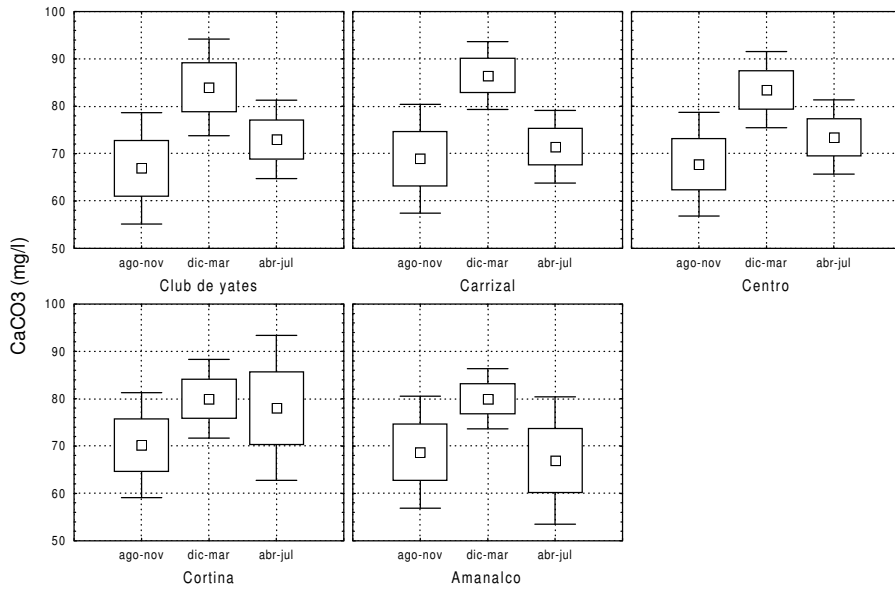 100
90
80
70
60
50
ago-nov dic-mar abr-jul
Club de yates
ago-nov dic-mar abr-jul
Carrizal
ago-nov dic-mar abr-jul
Centro
CaCO3 (mg/l)
100
90
80
70
60
50
ago-nov dic-mar abr-jul
Cortina
ago-nov dic-mar abr-jul
Amanalco